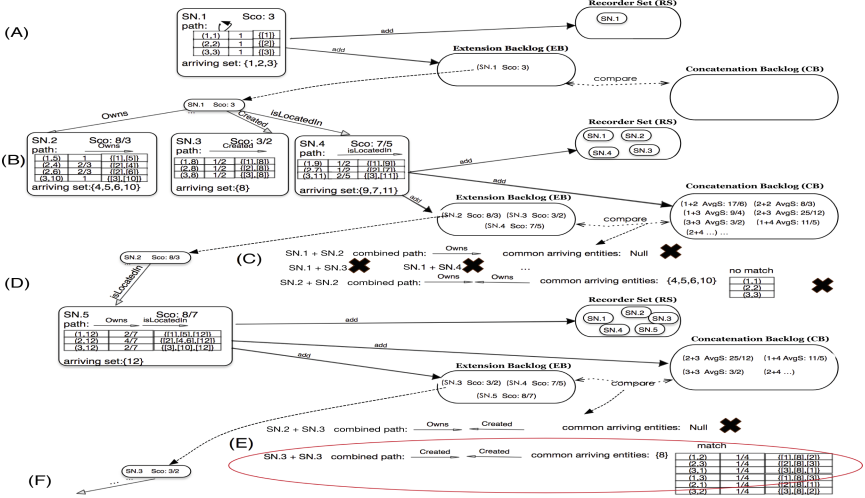 (A)
SN.1 Sco: 3
path:
(1,1) 1 {[1]}
(2,2) 1 {[2]}
(3,3) 1 {[3]}
arriving set: {1,2,3}
add
add
Recorder Set (RS)
SN.1
Extension Backlog (EB)
(SN.1 Sco: 3)
compare
Concatenation Backlog (CB)
SN.1 Sco: 3
...
Owns
Created
isLocatedIn
(B)
SN.2 Sco: 8/3
path: Owns
(1,5) 1 {[1],[5]}
(2,4) 2/3 {[2],[4]}
(2,6) 2/3 {[2],[6]}
(3,10) 1 {[3],[10]}
arriving set:{4,5,6,10}
SN.3 Sco: 3/2
path: Created
(1,8) 1/2 {[1],[8]}
(2,8) 1/2 {[2],[8]}
(3,8) 1/2 {[3],[8]}
arriving set:{8}
SN.4 Sco: 7/5
path: isLocatedIn
(1,9) 1/2 {[1],[9]}
(2,7) 1/2 {[2],[7]}
(3,11) 2/5 {[3],[11]}
arriving set:{9,7,11}
add
add
add
Recorder Set (RS)
SN.1 SN.2
SN.4 SN.3
Extension Backlog (EB)
(SN.2 Sco: 8/3) (SN.3 Sco: 3/2)
(SN.4 Sco: 7/5)
compare
Concatenation Backlog (CB)
(1+2 AvgS: 17/6) (2+2 AvgS: 8/3)
(1+3 AvgS: 9/4) (2+3 AvgS: 25/12)
(3+3 AvgS: 3/2) (1+4 AvgS: 11/5)
(2+4 ...) ...
(C)
SN.1 + SN.2 combined path: Owns common arriving entities: Null
SN.1 + SN.3 SN.1 + SN.4 ...
SN.2 + SN.2 combined path: Owns Owns common arriving entities: {4,5,6,10}
no match
(1,1)
(2,2)
(3,3)
(D)
SN.2 Sco: 8/3
isLocatedIn
SN.5 Sco: 8/7
path: Owns isLocatedIn
(1,12) 2/7 {[1],[5],[12]}
(2,12) 4/7 {[2],[4,6],[12]}
(3,12) 2/7 {[3],[10],[12]}
arriving set:{12}
add
add
add
Recorder Set (RS)
SN.1 SN.2 SN.3
SN.4 SN.5
Extension Backlog (EB)
(SN.3 Sco: 3/2) (SN.4 Sco: 7/5)
(SN.5 Sco: 8/7)
compare
Concatenation Backlog (CB)
(2+3 AvgS: 25/12) (1+4 AvgS: 11/5)
(3+3 AvgS: 3/2) (2+4 ...)
SN.2 + SN.3 combined path: Owns Created common arriving entities: Null
(E)
SN.3 + SN.3 combined path: Created Created common arriving entities: {8}
match
(1,2) 1/4 {[1],[8],[2]}
(2,3) 1/4 {[2],[8],[3]}
(3,1) 1/4 {[3],[8],[1]}
(1,3) 1/4 {[1],[8],[3]}
(2,1) 1/4 {[2],[8],[1]}
(3,2) 1/4 {[3],[8],[2]}
(F)
SN.3 Sco: 3/2